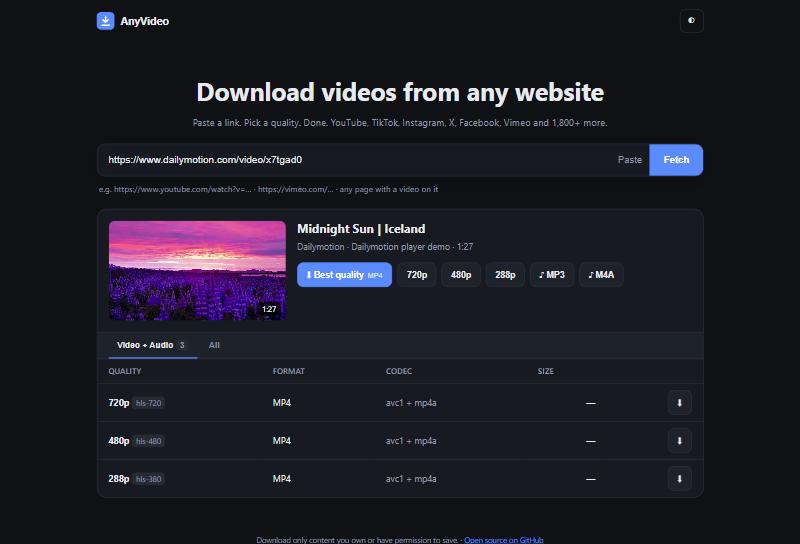 AnyVideo
Download videos from any website
Paste a link. Pick a quality. Done. YouTube, TikTok, Instagram, X, Facebook, Vimeo and 1,800+ more.
https://www.dailymotion.com/video/x7tgad0 Paste Fetch
e.g. https://www.youtube.com/watch?v=... · https://vimeo.com/... · any page with a video on it
Midnight Sun | Iceland
Dailymotion · Dailymotion player demo · 1:27
⬇ Best quality MP4 720p 480p 288p ♪ MP3 ♪ M4A
1:27
Video + Audio 3 All
QUALITY FORMAT CODEC SIZE
720p hls-720 MP4 avc1 + mp4a — ⬇
480p hls-480 MP4 avc1 + mp4a — ⬇
288p hls-380 MP4 avc1 + mp4a — ⬇
Download only content you own or have permission to save. · Open source on GitHub